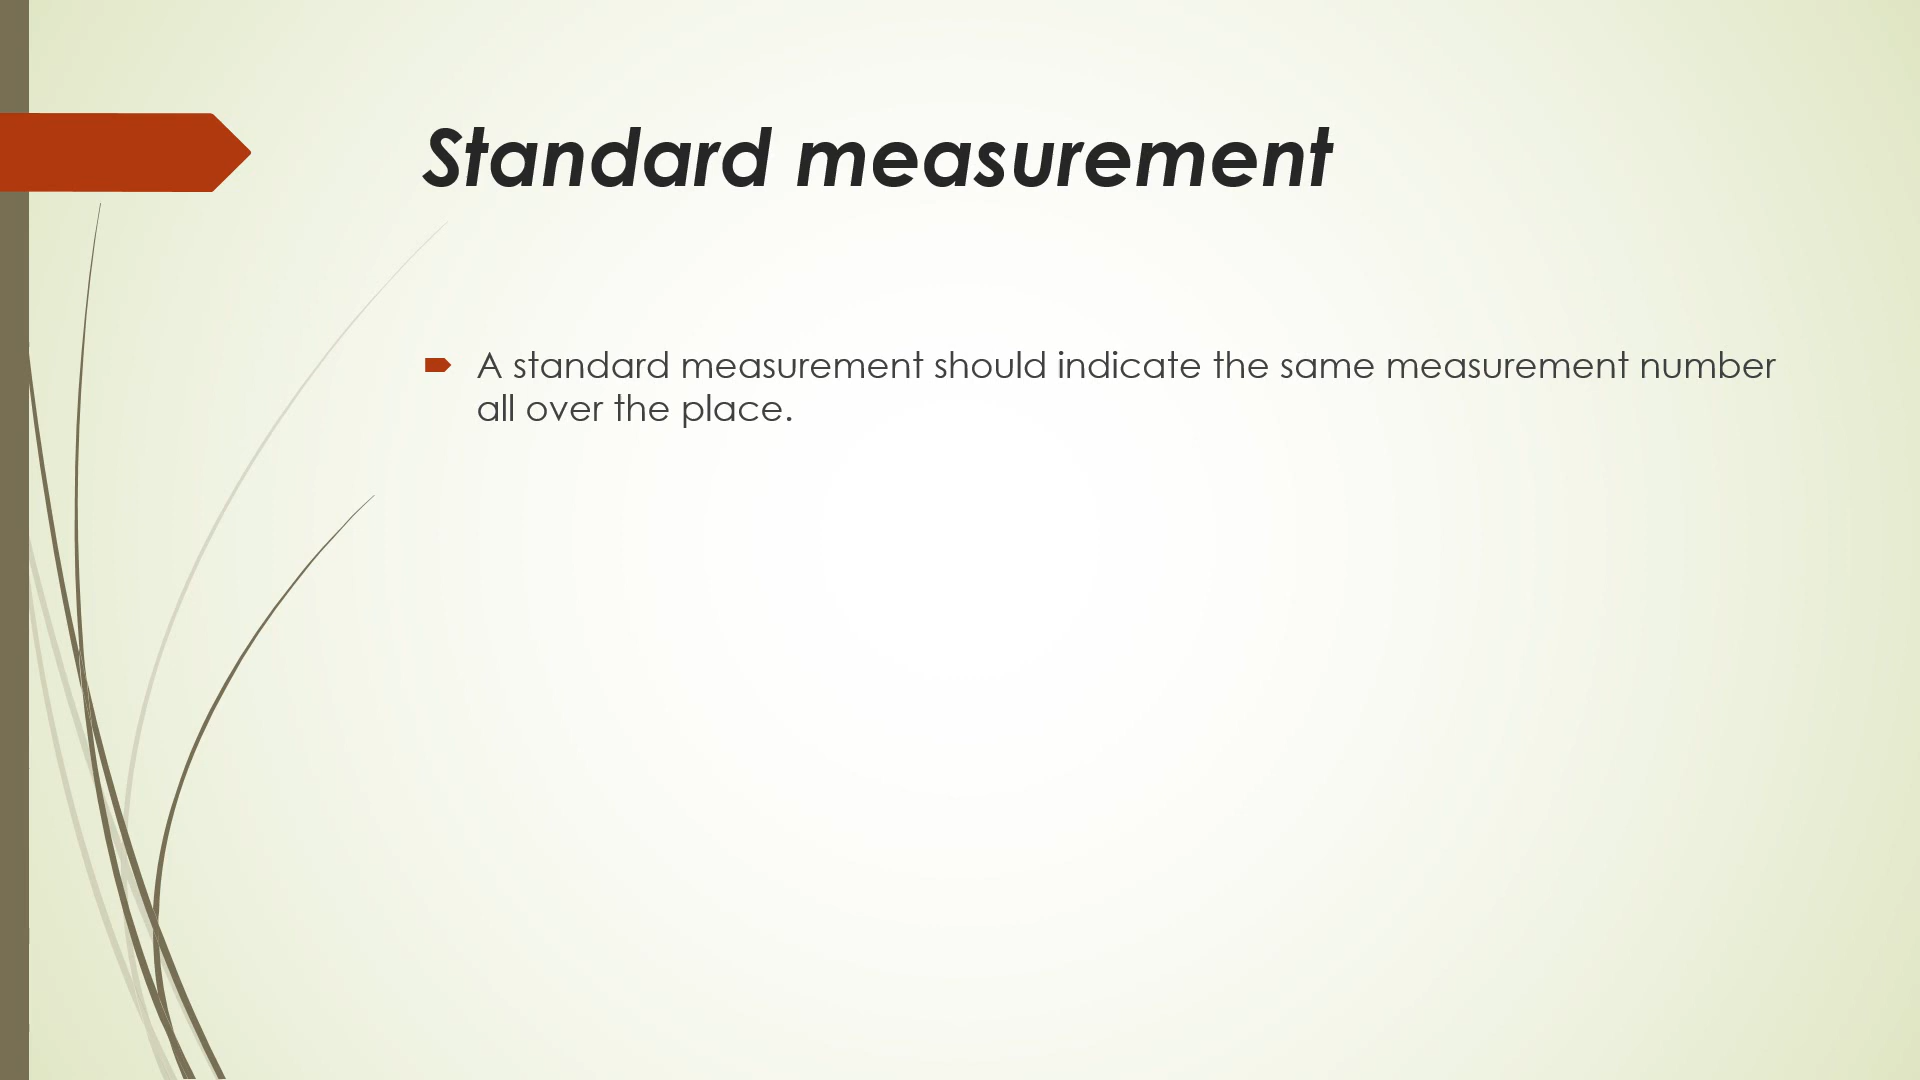 Standard measurement
A standard measurement should indicate the same measurement number
all over the place.